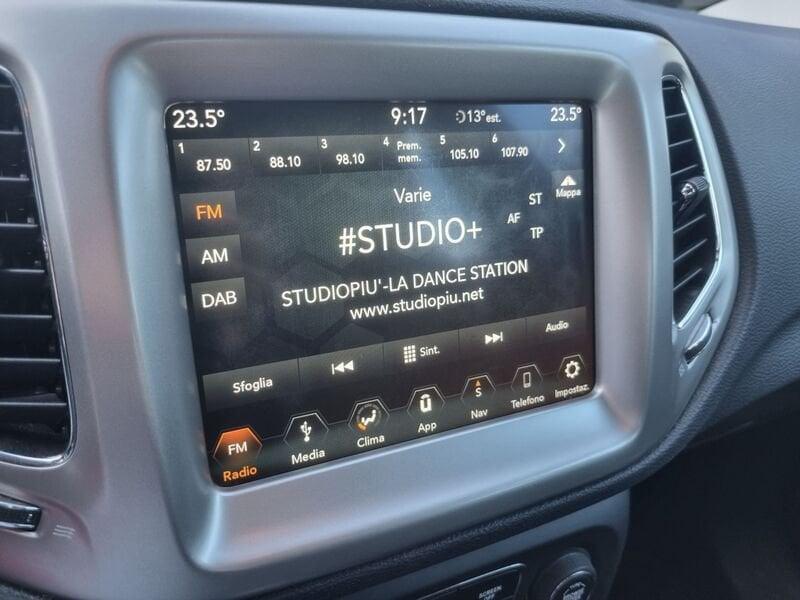 23.5° 9:17 13°est. 23.5°
1 87.50 2 88.10 3 98.10 4 Prem. mem. 5 105.10 6 107.90
Mappa
Varie
FM
#STUDIO+
ST
AF
TP
AM
STUDIOPIU'-LA DANCE STATION
DAB
www.studiopiu.net
Sfoglia
Sint.
Audio
FM
Radio
Media
Clima
App
S
Nav
Telefono
Impostaz.
SCREEN
OFF